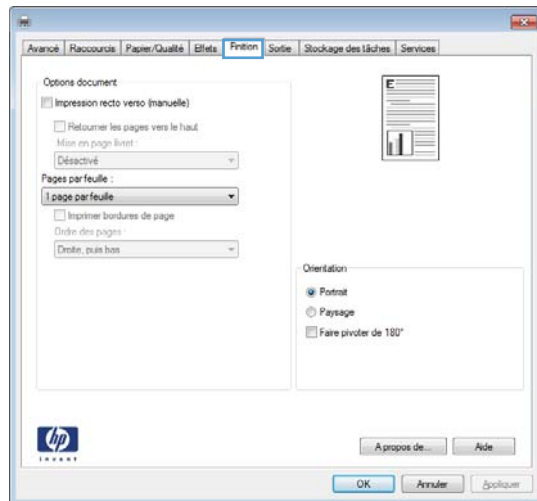 Avancé Raccourcis Papier/Qualité Effets Finition Sortie Stockage des tâches Services
Options document
Impression recto verso (manuelle)
Retourner les pages vers le haut
Mise en page livret :
Désactivé
Pages par feuille :
1 page par feuille
Imprimer bordures de page
Ordre des pages :
Droite, puis bas
E
Orientation
Portrait
Paysage
Faire pivoter de 180°
hp
invent
A propos de... Aide
OK Annuler Appliquer